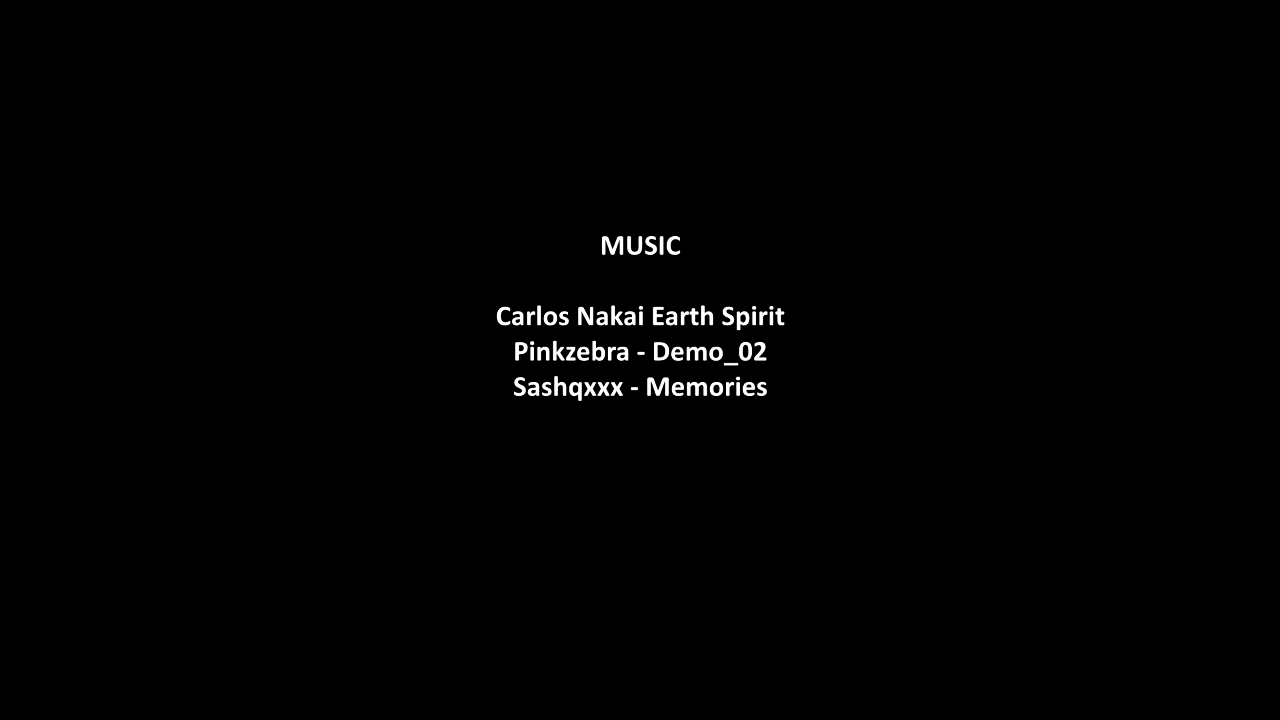 MUSIC
Carlos Nakai Earth Spirit
Pinkzebra - Demo_02
Sashqxxx - Memories